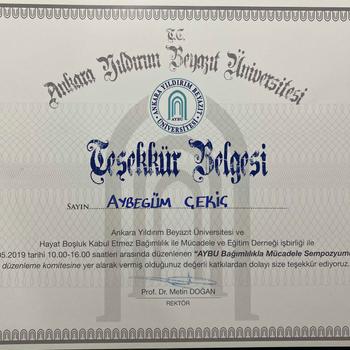 T.C.
Ankara Yıldırım Beyazıt Üniversitesi
ANKARA YILDIRIM BEYAZIT
AYBÜ
ÜNİVERSİTESİ
Teşekkür Belgesi
SAYIN AYBEGÜM ÇEKİÇ
Ankara Yıldırım Beyazıt Üniversitesi ve
Hayat Boşluk Kabul Etmez Bağımlılık ile Mücadele ve Eğitim Derneği işbirliği ile
05.2019 tarihi 10.00-16.00 saatleri arasında düzenlenen "AYBU Bağımlılıkla Mücadele Sempozyumu
düzenleme komitesine yer alarak vermiş olduğunuz değerli katkılardan dolayı size teşekkür ediyoruz.
Prof. Dr. Metin DOĞAN
REKTÖR